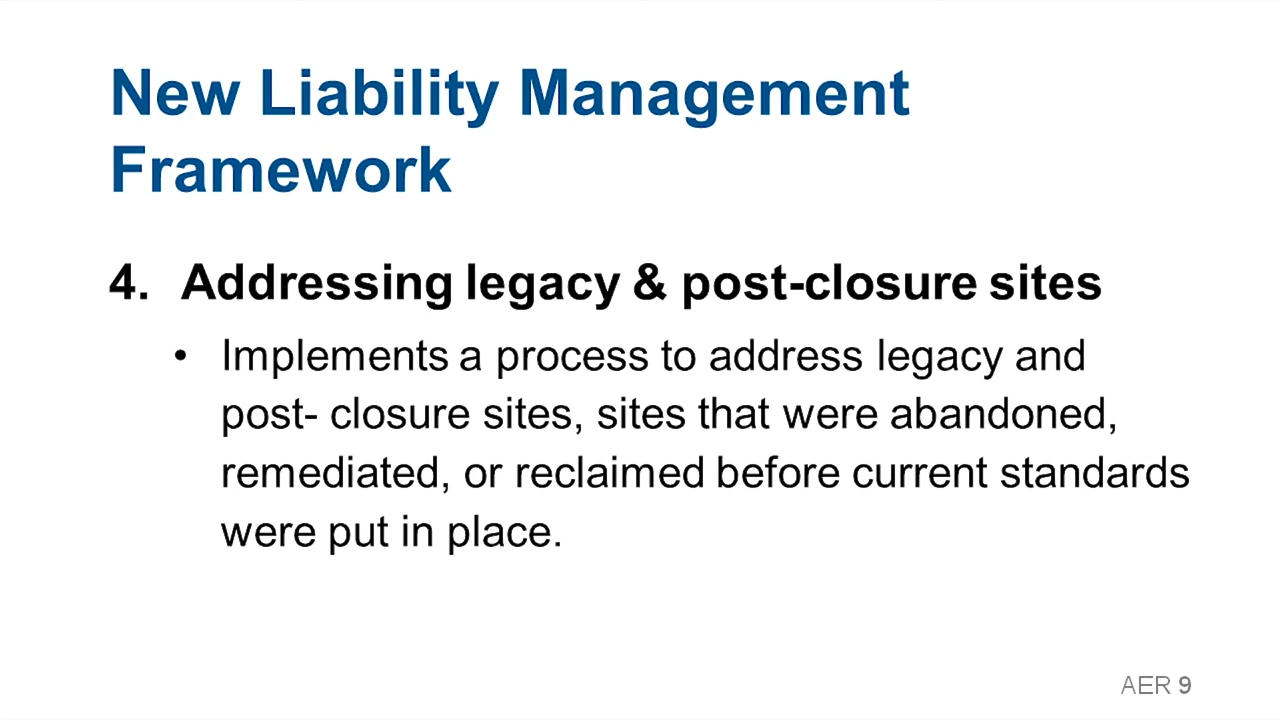 New Liability Management
Framework
4. Addressing legacy & post-closure sites
• Implements a process to address legacy and
post- closure sites, sites that were abandoned,
remediated, or reclaimed before current standards
were put in place.
AER 9